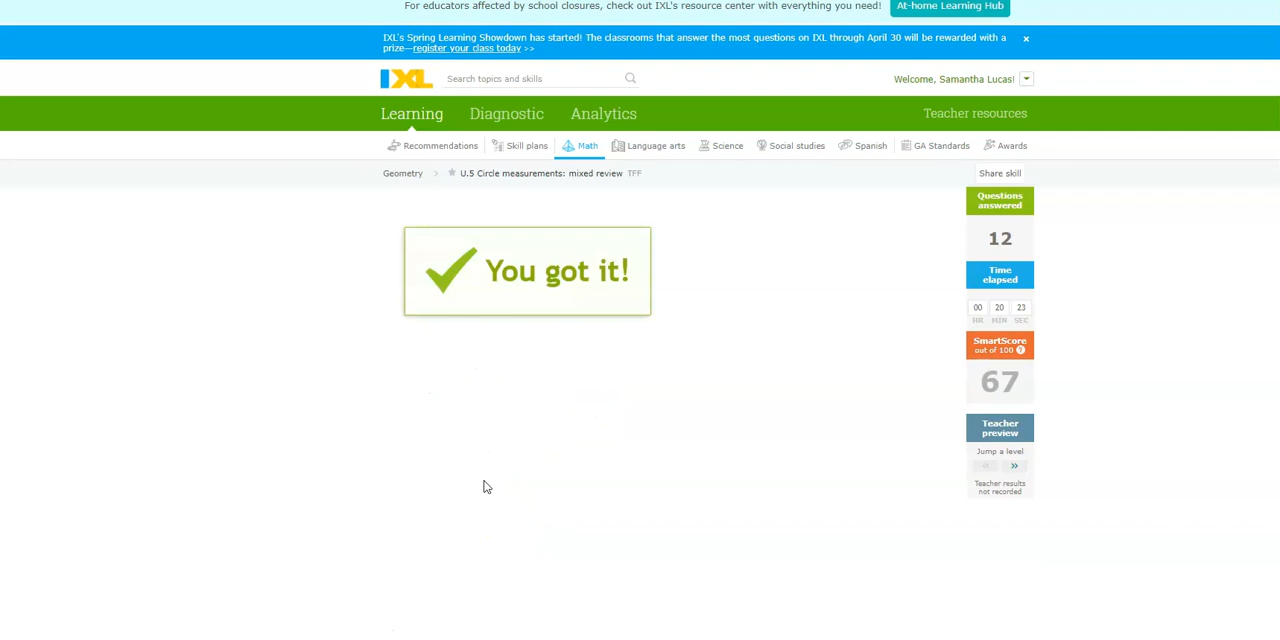 For educators affected by school closures, check out IXL's resource center with everything you need! At-home Learning Hub
IXL's Spring Learning Showdown has started! The classrooms that answer the most questions on IXL through April 30 will be rewarded with a
prize—register your class today >> ×
IXL Search topics and skills Welcome, Samantha Lucas!
Learning Diagnostic Analytics Teacher resources
Recommendations Skill plans Math Language arts Science Social studies Spanish GA Standards Awards
Geometry > U.5 Circle measurements: mixed review TFF Share skill
Questions
answered
12
You got it!
Time
elapsed
00 20 23
HR MIN SEC
SmartScore
out of 100 ?
67
Teacher
preview
Jump a level
« »
Teacher results
not recorded